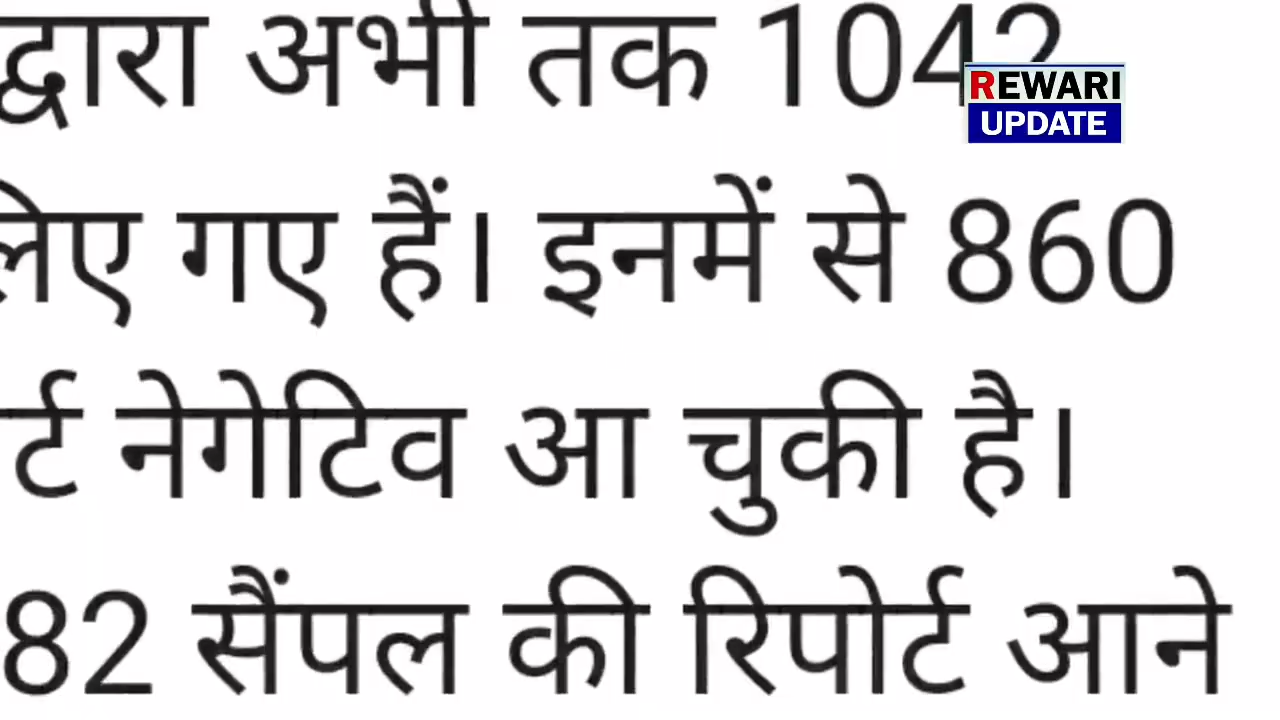 द्वारा अभी तक 1042
REWARI
UPDATE
लिए गए हैं। इनमें से 860
र्ट नेगेटिव आ चुकी है।
82 सैंपल की रिपोर्ट आने